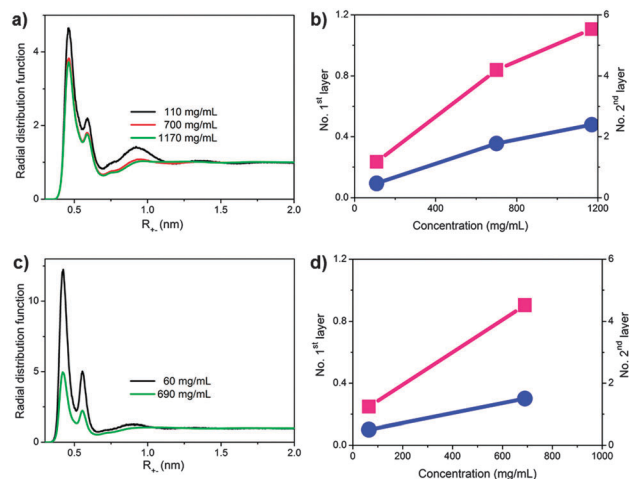 a)
Radial distribution function
4
2
0
110 mg/mL
700 mg/mL
1170 mg/mL
0.5
1.0
1.5
2.0
R+- (nm)
b)
No. 1st layer
1.2
0.8
0.4
0.0
0
400
800
1200
Concentration (mg/mL)
6
5
4
3
2
1
0
No. 2nd layer
c)
Radial distribution function
10
5
0
60 mg/mL
690 mg/mL
0.5
1.0
1.5
2.0
R+- (nm)
d)
No. 1st layer
1.2
0.8
0.4
0.0
0
200
400
600
800
1000
Concentration (mg/mL)
6
4
2
0
No. 2nd layer